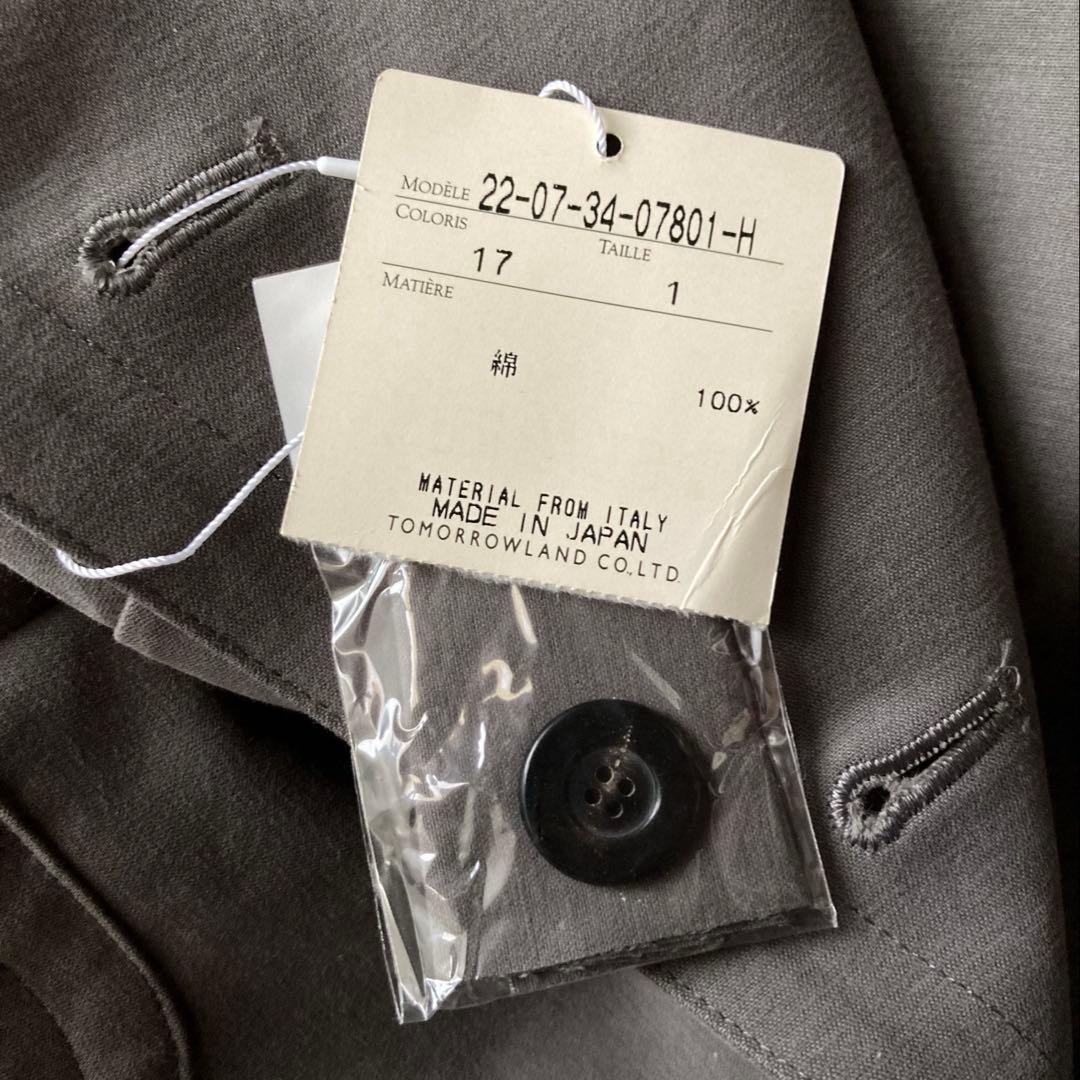 MODÈLE 22-07-34-07801-H
COLORIS TAILLE
17 1
MATIÈRE
綿 100%
MATERIAL FROM ITALY
MADE IN JAPAN
TOMORROWLAND CO.,LTD.